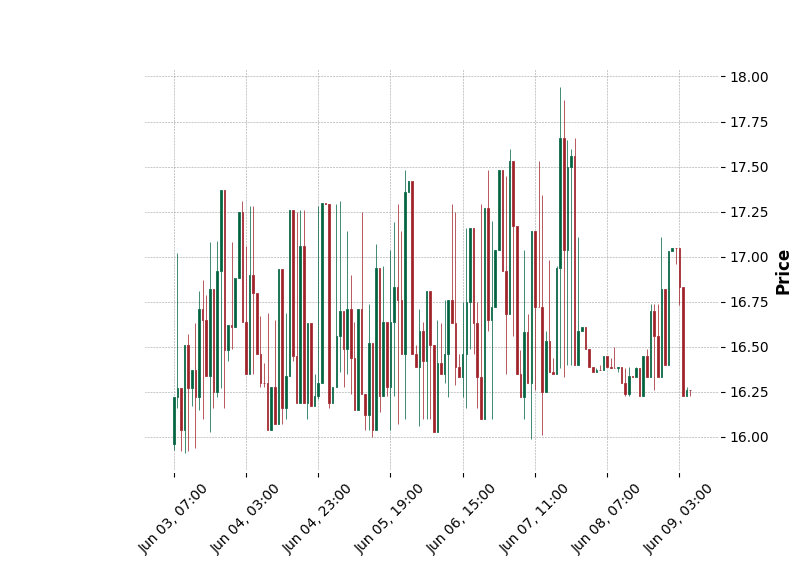 18.00
17.75
17.50
17.25
17.00
16.75
16.50
16.25
16.00
Price
Jun 03, 07:00
Jun 04, 03:00
Jun 04, 23:00
Jun 05, 19:00
Jun 06, 15:00
Jun 07, 11:00
Jun 08, 07:00
Jun 09, 03:00